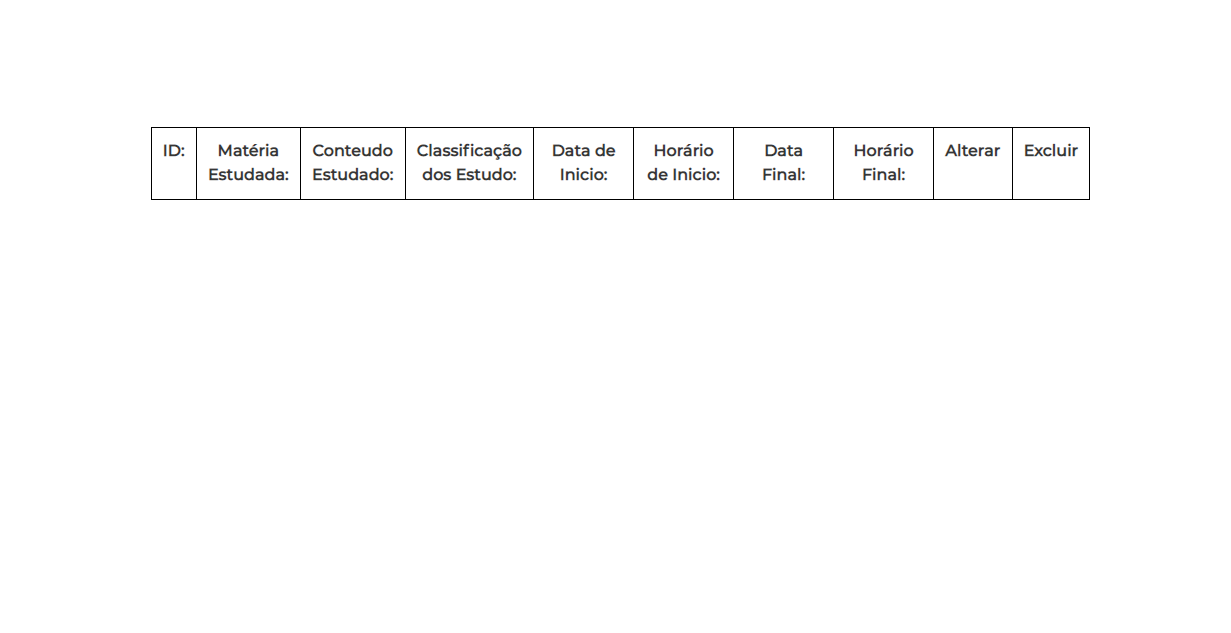 ID:
Matéria
Estudada:
Conteudo
Estudado:
Classificação
dos Estudo:
Data de
Inicio:
Horário
de Inicio:
Data
Final:
Horário
Final:
Alterar
Excluir